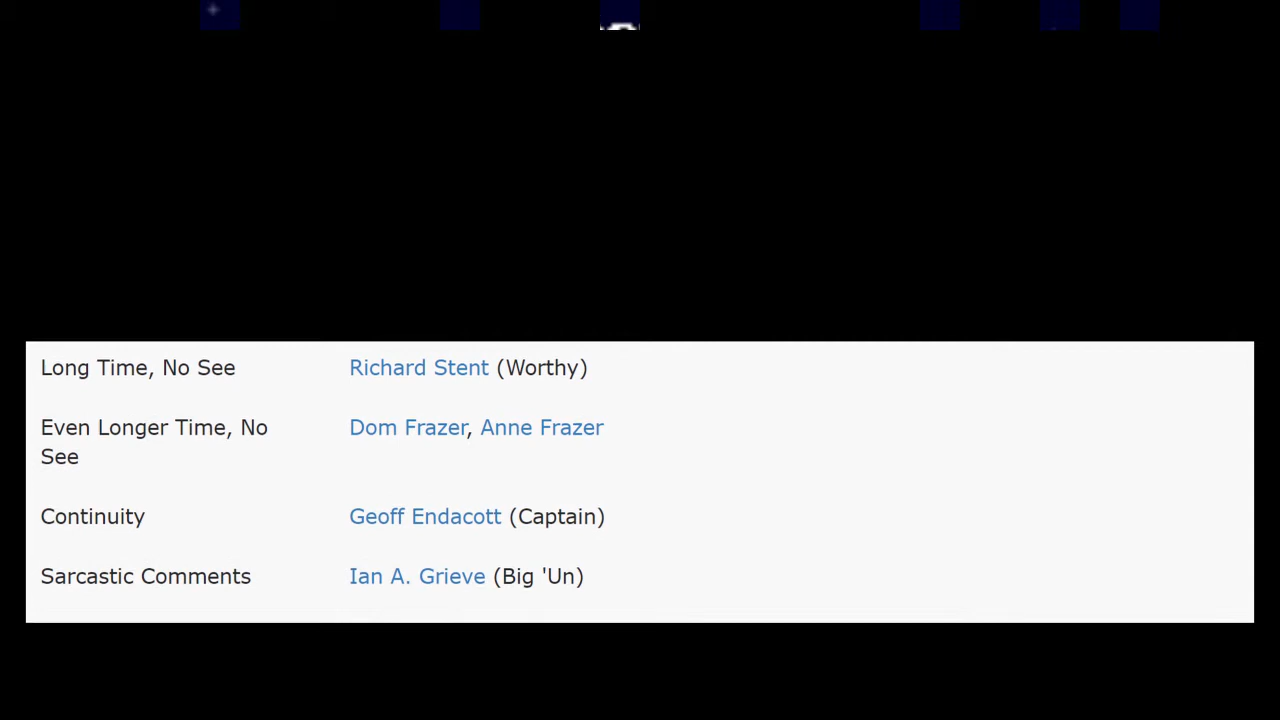 Long Time, No See Richard Stent (Worthy)
Even Longer Time, No Dom Frazer, Anne Frazer
See
Continuity Geoff Endacott (Captain)
Sarcastic Comments Ian A. Grieve (Big 'Un)